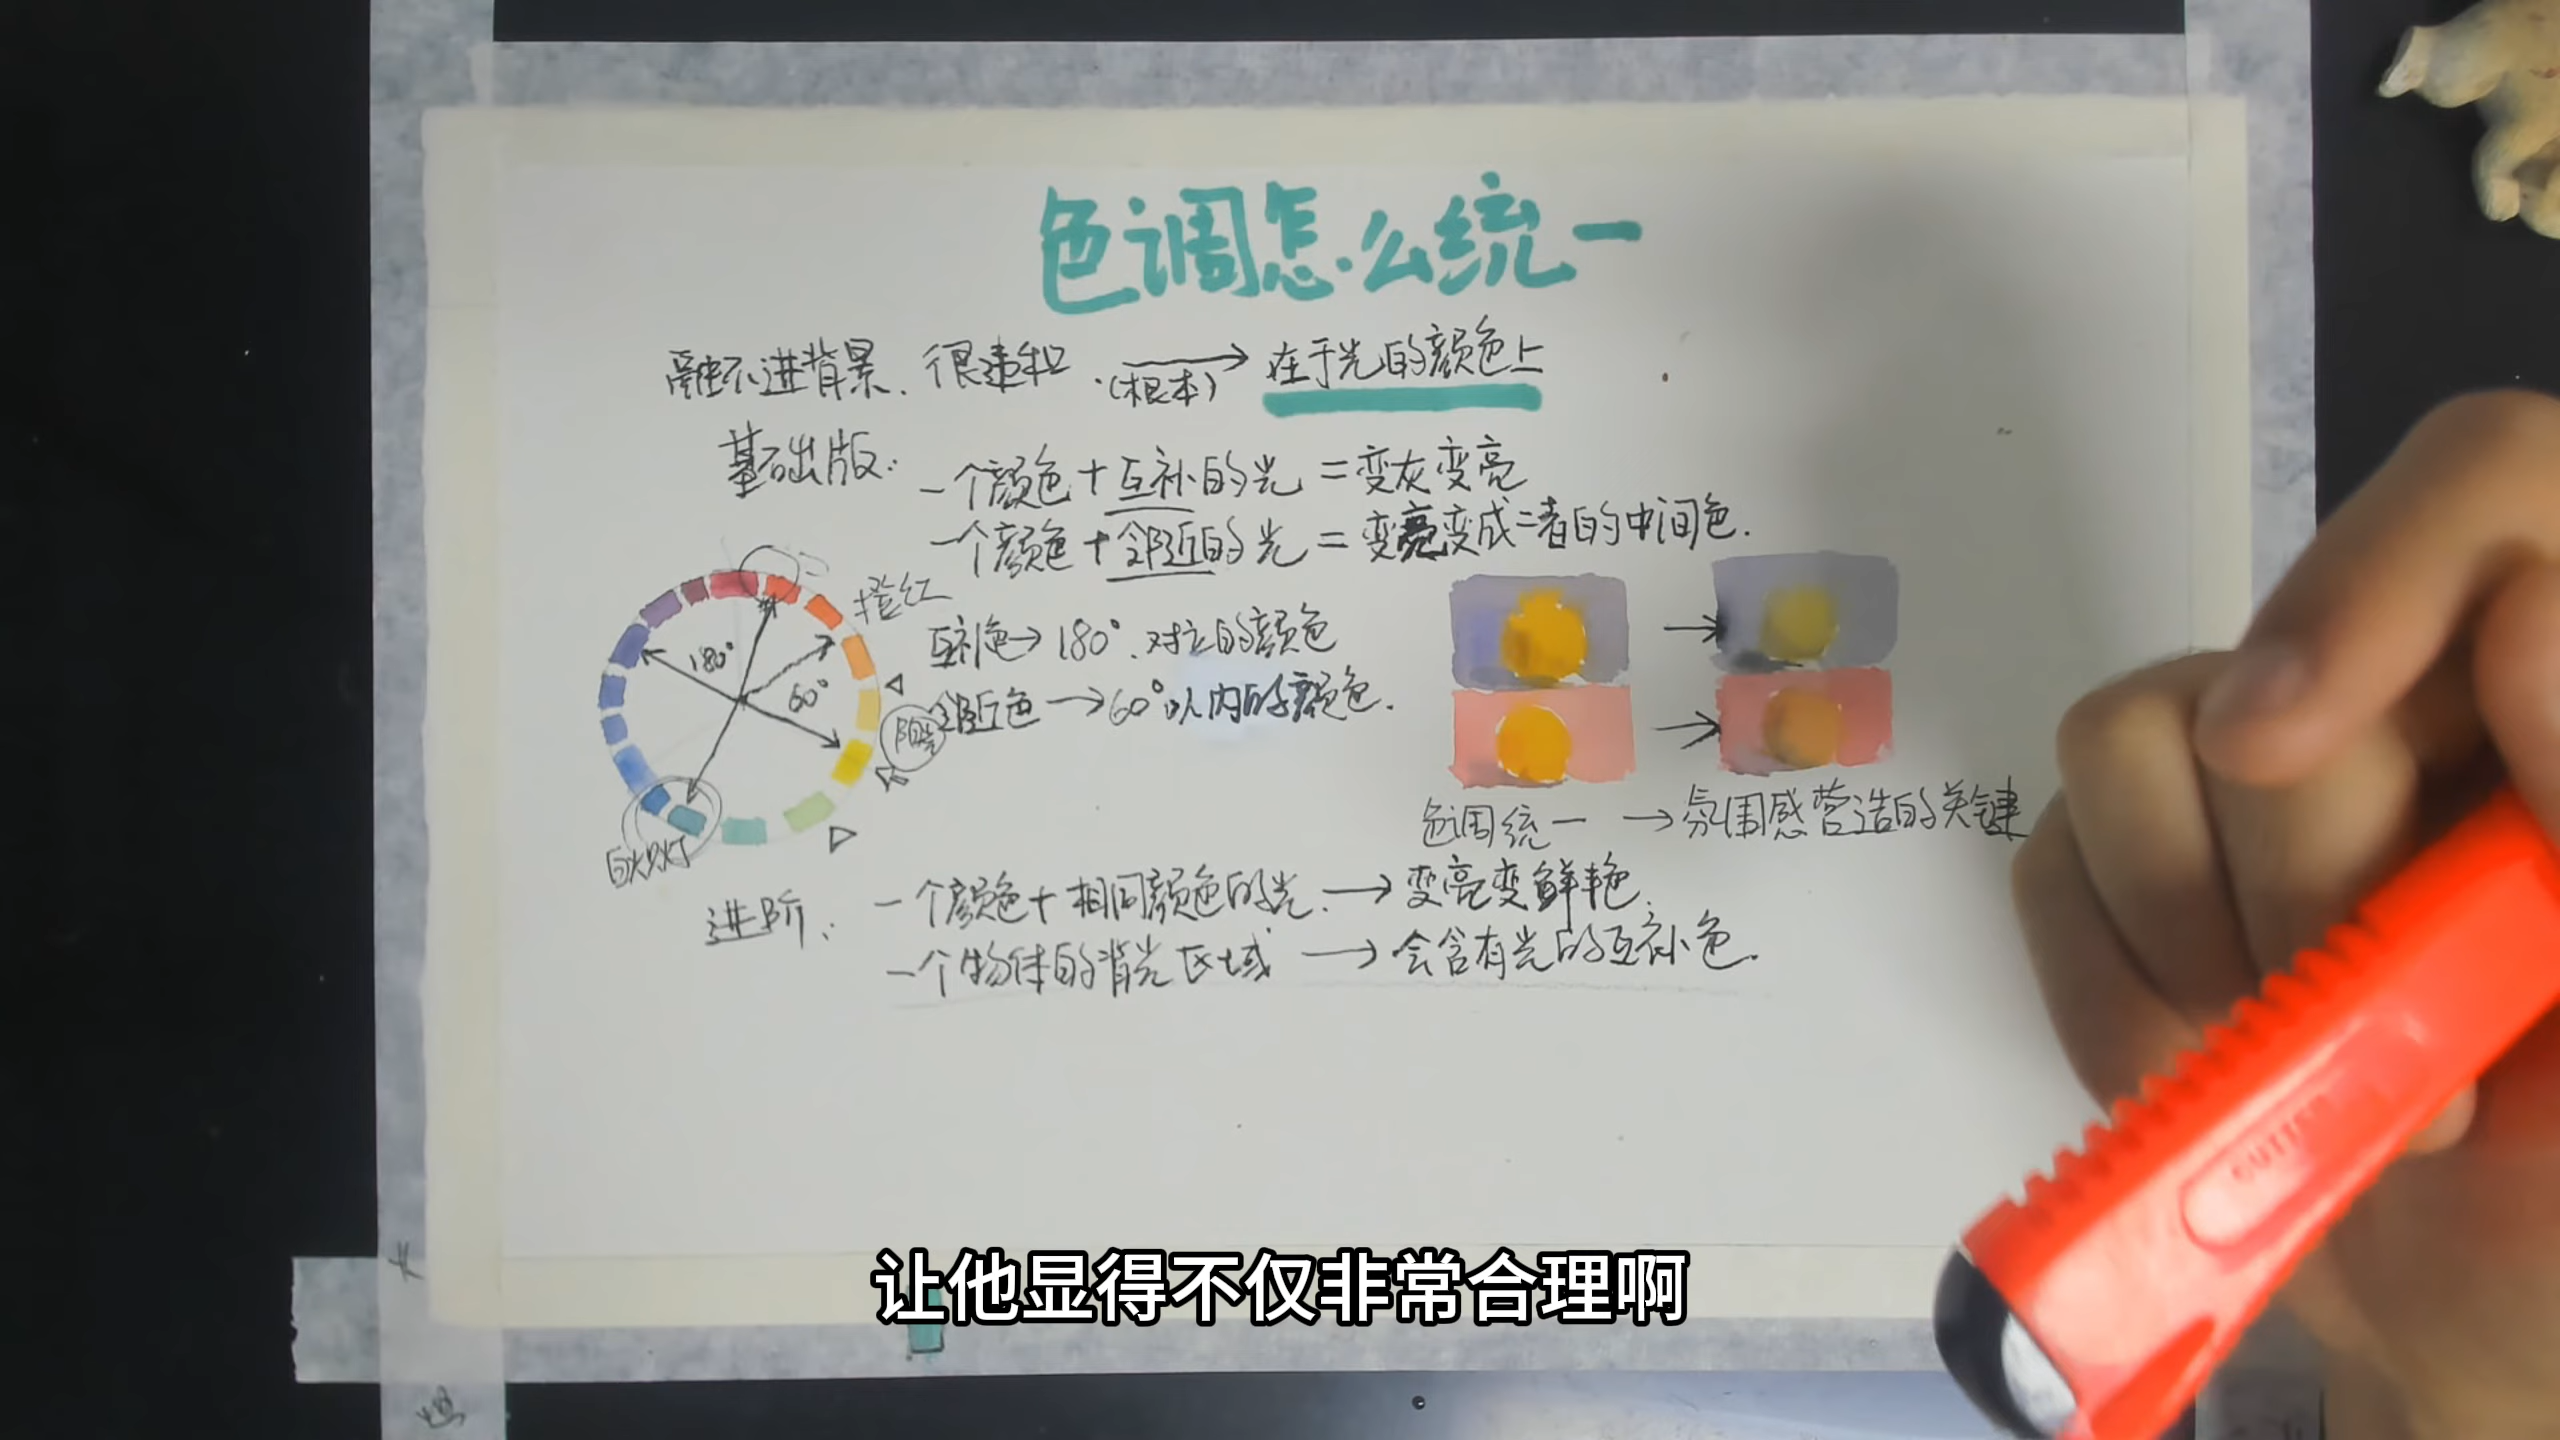 色调怎么统一
融不进背景、很违和 (根本) → 在于光的颜色上
基础版:
一个颜色+互补的光=变灰变亮
一个颜色+邻近的光=变亮变成二者的中间色.
橙红
180°
60°
互补色→180°.对立的颜色
邻近色→60°以内的颜色.
阳光
白炽灯
色调统一→氛围感营造的关键
进阶:
一个颜色+相同颜色的光.→变亮变鲜艳.
一个物体的背光区域→会含有光的互补色.
CUTTER
让他显得不仅非常合理啊